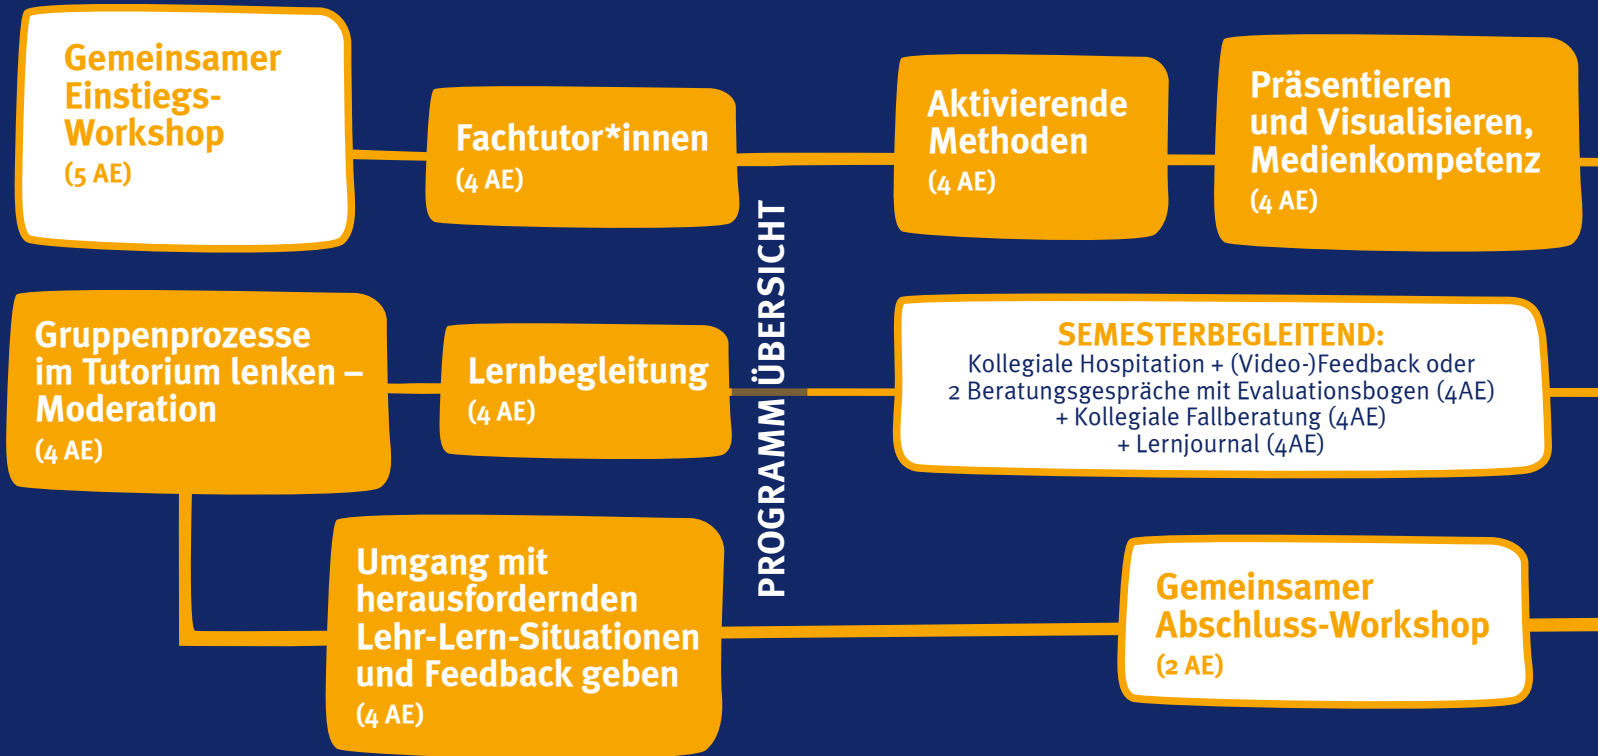 Gemeinsamer
Einstiegs-
Workshop
(5 AE)
Fachtutor*innen
(4 AE)
Aktivierende
Methoden
(4 AE)
Präsentieren
und Visualisieren,
Medienkompetenz
(4 AE)
PROGRAMM ÜBERSICHT
Gruppenprozesse
im Tutorium lenken –
Moderation
(4 AE)
Lernbegleitung
(4 AE)
SEMESTERBEGLEITEND:
Kollegiale Hospitation + (Video-)Feedback oder
2 Beratungsgespräche mit Evaluationsbogen (4AE)
+ Kollegiale Fallberatung (4AE)
+ Lernjournal (4AE)
Umgang mit
herausfordernden
Lehr-Lern-Situationen
und Feedback geben
(4 AE)
Gemeinsamer
Abschluss-Workshop
(2 AE)